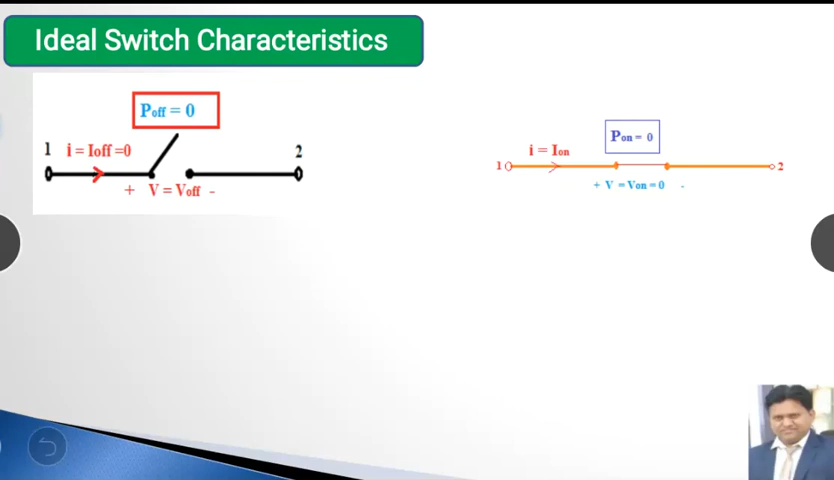 Ideal Switch Characteristics
Poff = 0
1 i = Ioff =0 2
+ V = Voff -
Pon = 0
i = Ion
1 2
+ V = Von = 0 -